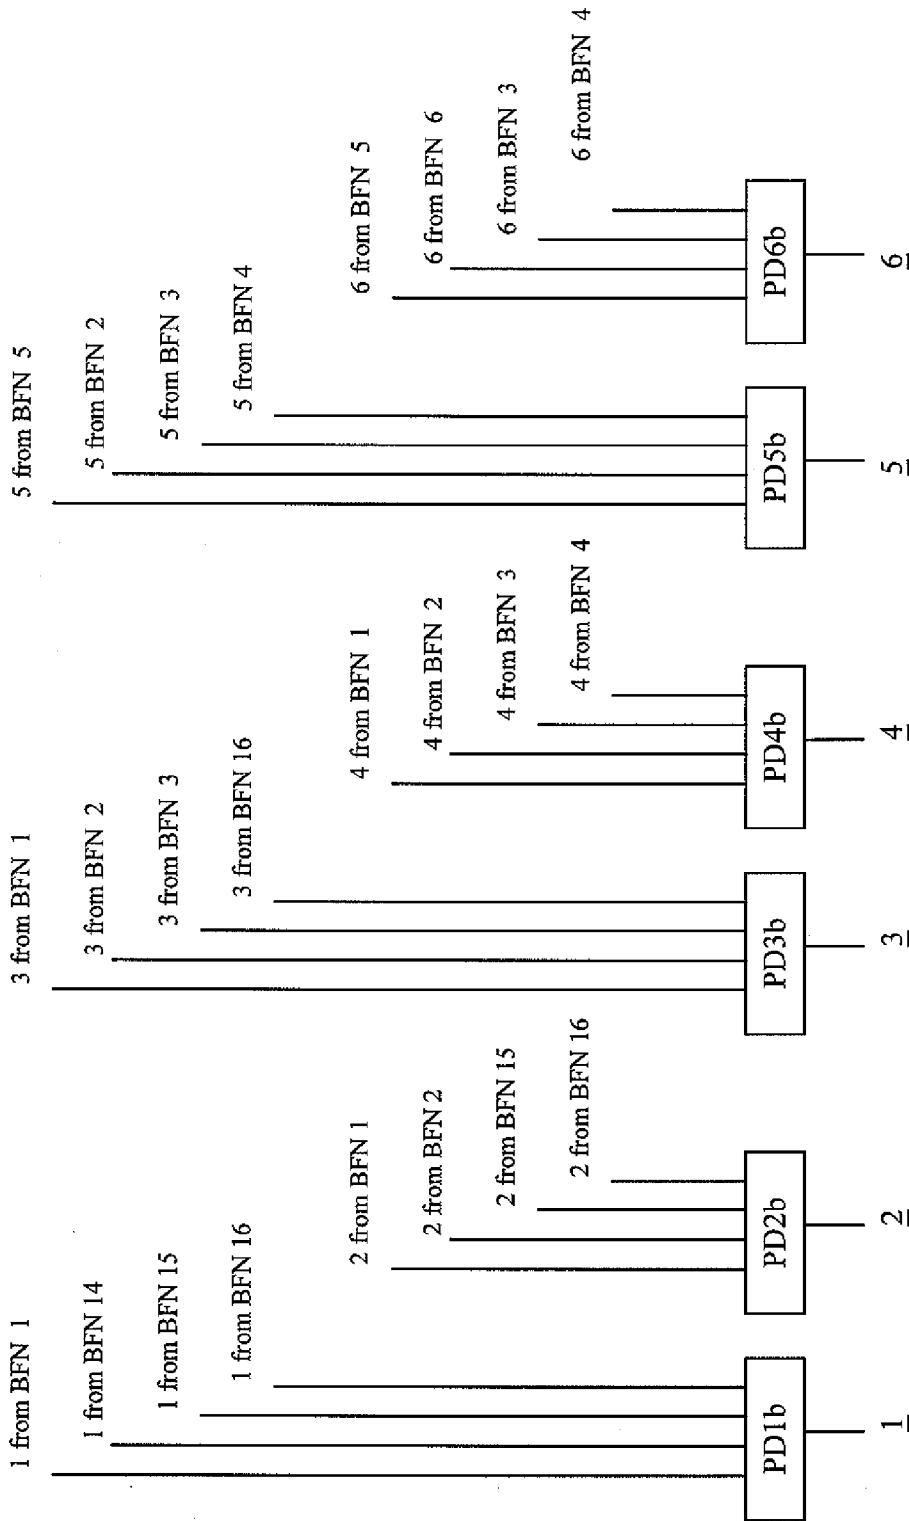 1 from BFN 1
1 from BFN 14
1 from BFN 15
1 from BFN 16
PD1b
1
2 from BFN 1
2 from BFN 2
2 from BFN 15
2 from BFN 16
PD2b
2
3 from BFN 1
3 from BFN 2
3 from BFN 3
3 from BFN 16
PD3b
3
4 from BFN 1
4 from BFN 2
4 from BFN 3
4 from BFN 4
PD4b
4
5 from BFN 5
5 from BFN 2
5 from BFN 3
5 from BFN 4
PD5b
5
6 from BFN 5
6 from BFN 6
6 from BFN 3
6 from BFN 4
PD6b
6